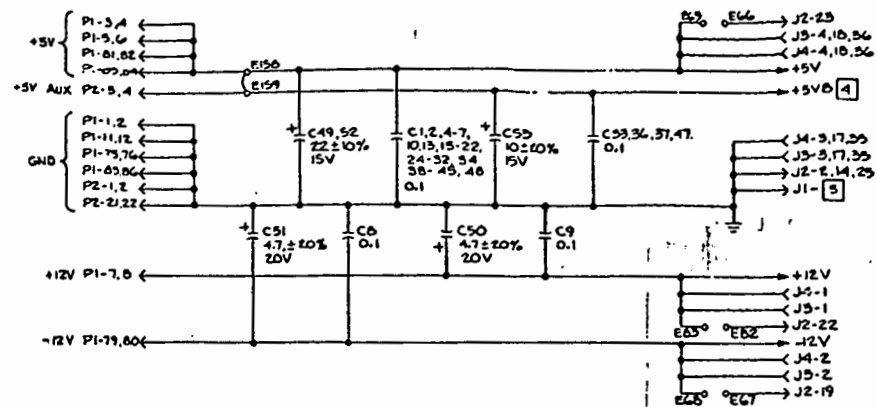 +5V
P1-3,4
P1-5,6
P1-81,82
E158
+5V AUX P2-3,4
E159
GND
P1-1,2
P1-11,12
P1-75,76
P1-85,86
P2-1,2
P2-21,22
+12V P1-7,8
-12V P1-79,80
+
C49,52
22±10%
15V
C1,2,4-7,
10,13,15-22,
24-32,34
38-45,48
0.1
+
C53
10±20%
15V
C33,36,37,47.
0.1
+
C51
4.7,±20%
20V
C8
0.1
+
C50
4.7±20%
20V
C9
0.1
E65
E66
J2-23
J3-4,18,36
J4-4,18,36
+5V
+5VB 4
J4-3,17,35
J3-3,17,35
J2-2,14,25
J1- 5
+12V
J4-1
J3-1
E83
E82
J2-22
-12V
J4-2
J3-2
E68
E67
J2-19